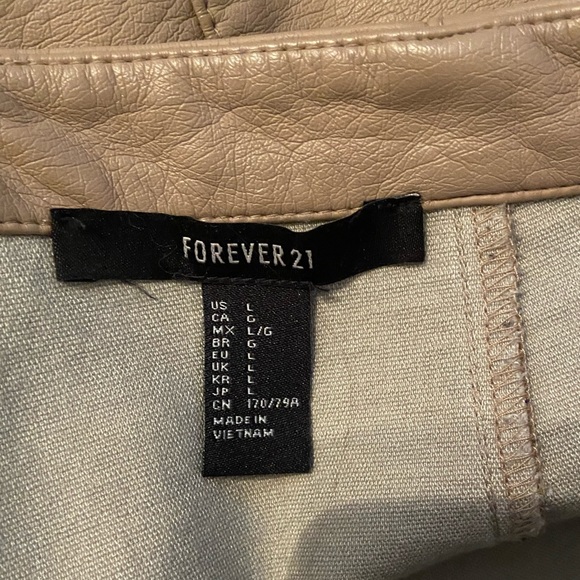 FOREVER 21
US L
CA G
MX L/G
BR G
EU L
UK L
KR L
JP L
CN 170/79A
MADE IN
VIETNAM